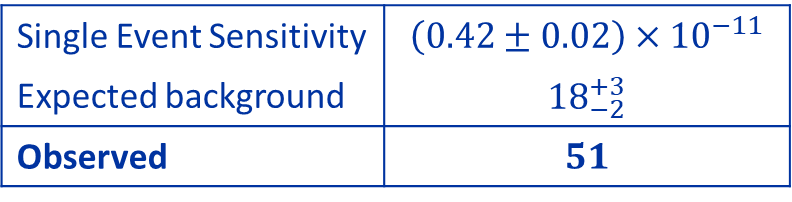 Single Event Sensitivity (0.42 ± 0.02) × 10⁻¹¹
Expected background 18⁺³₋₂
Observed 51